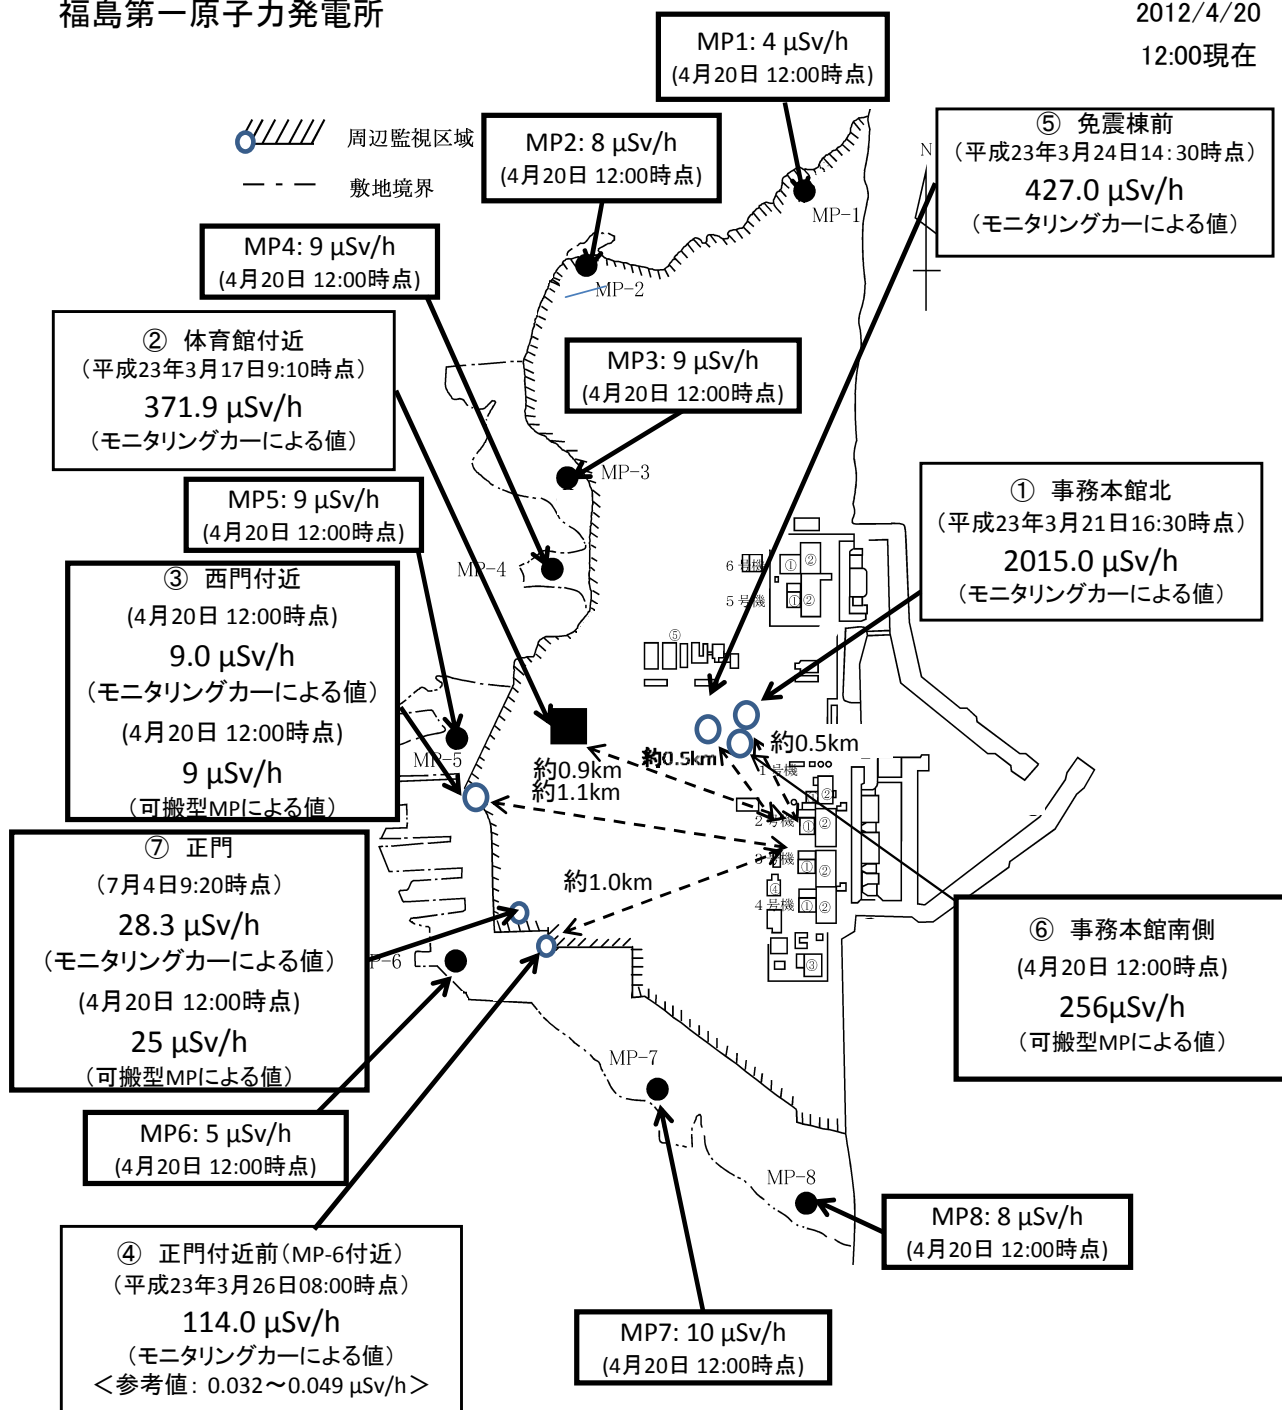 福島第一原子力発電所
2012/4/20
12:00現在
MP1: 4 μSv/h
(4月20日 12:00時点)
周辺監視区域
敷地境界
MP2: 8 μSv/h
(4月20日 12:00時点)
⑤ 免震棟前
(平成23年3月24日14:30時点)
427.0 μSv/h
(モニタリングカーによる値)
N
MP-1
MP4: 9 μSv/h
(4月20日 12:00時点)
MP-2
② 体育館付近
(平成23年3月17日9:10時点)
371.9 μSv/h
(モニタリングカーによる値)
MP3: 9 μSv/h
(4月20日 12:00時点)
MP-3
MP5: 9 μSv/h
(4月20日 12:00時点)
① 事務本館北
(平成23年3月21日16:30時点)
2015.0 μSv/h
(モニタリングカーによる値)
MP-4
6号機 ① ②
5号機 ① ②
③ 西門付近
(4月20日 12:00時点)
9.0 μSv/h
(モニタリングカーによる値)
(4月20日 12:00時点)
9 μSv/h
(可搬型MPによる値)
⑤
MP-5
約0.9km
約1.1km
約0.5km
約0.5km
1号機
②
2号機 ① ②
3号機 ① ②
④
4号機 ① ②
③
約1.0km
⑦ 正門
(7月4日9:20時点)
28.3 μSv/h
(モニタリングカーによる値)
(4月20日 12:00時点)
25 μSv/h
(可搬型MPによる値)
P-6
⑥ 事務本館南側
(4月20日 12:00時点)
256μSv/h
(可搬型MPによる値)
MP-7
MP6: 5 μSv/h
(4月20日 12:00時点)
MP-8
MP8: 8 μSv/h
(4月20日 12:00時点)
④ 正門付近前(MP-6付近)
(平成23年3月26日08:00時点)
114.0 μSv/h
(モニタリングカーによる値)
<参考値: 0.032～0.049 μSv/h>
MP7: 10 μSv/h
(4月20日 12:00時点)